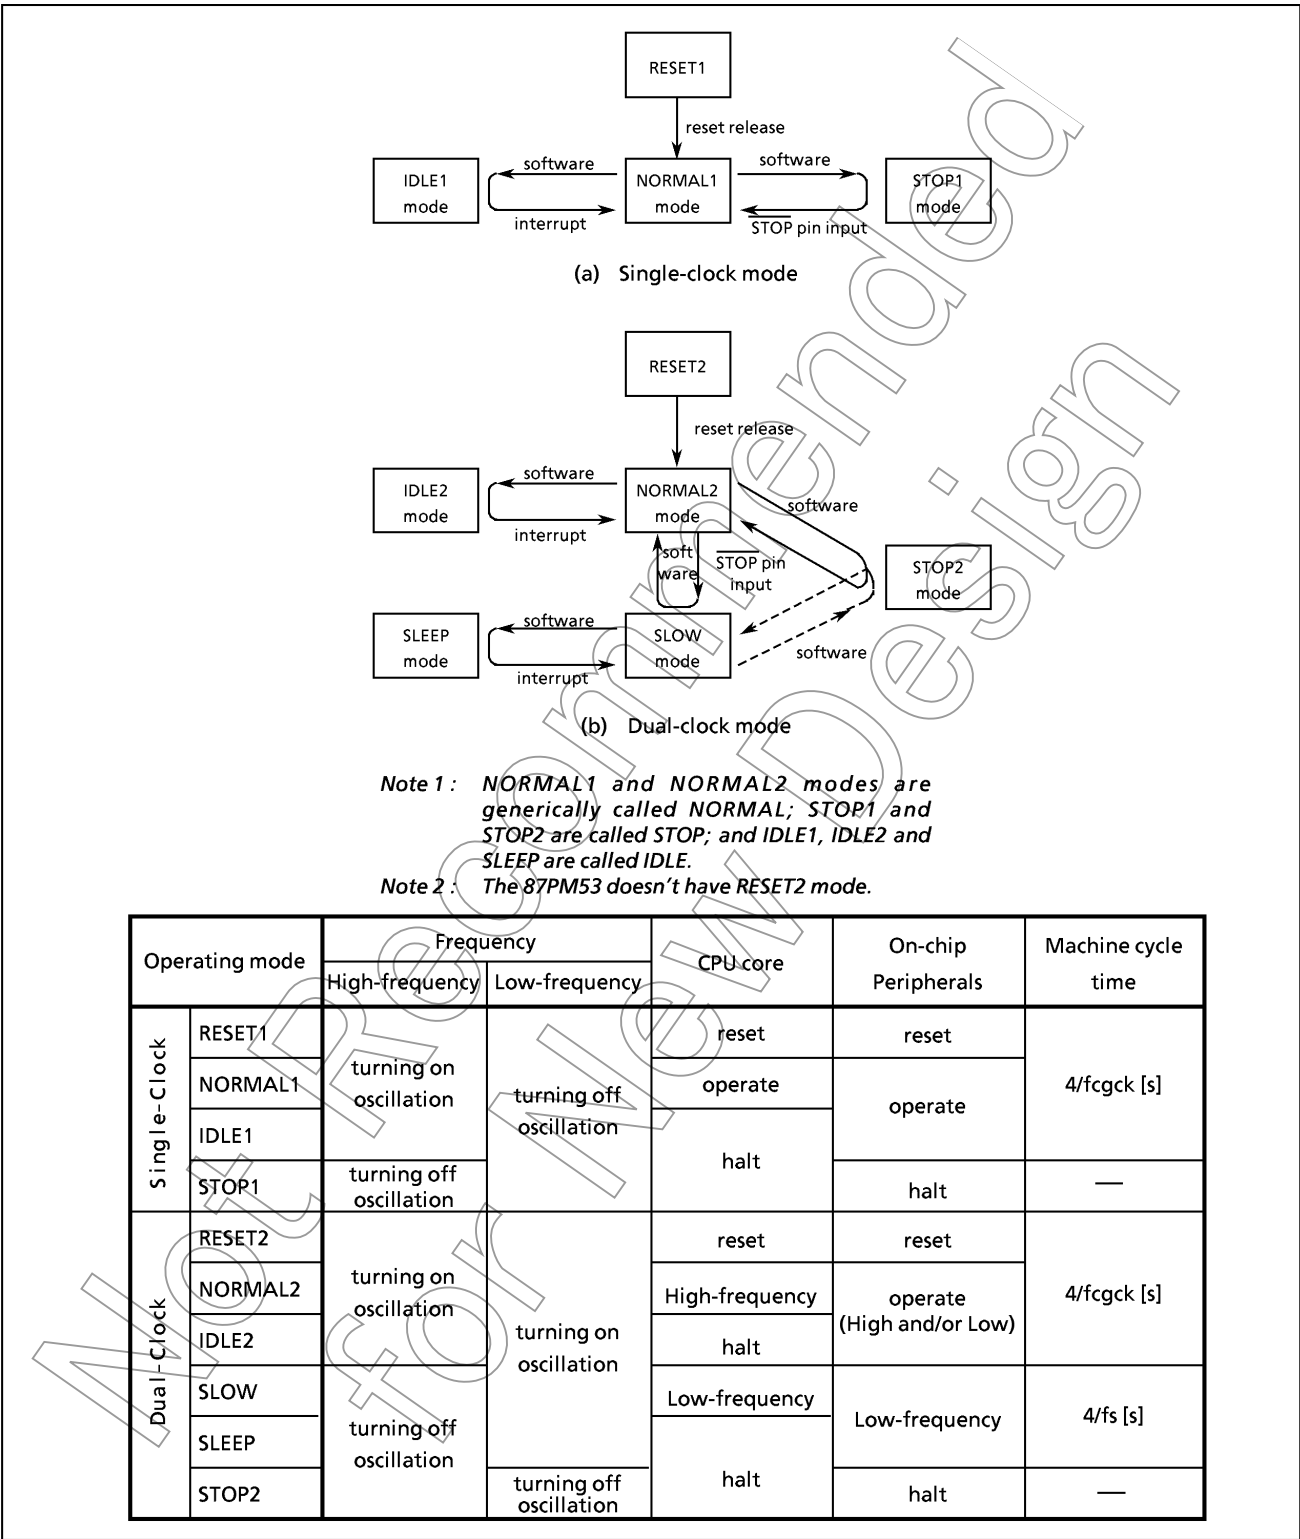 RESET1
reset release
IDLE1
mode
software
interrupt
NORMAL1
mode
software
STOP pin input
STOP1
mode
(a) Single-clock mode
RESET2
reset release
IDLE2
mode
software
interrupt
NORMAL2
mode
software
soft
ware
STOP pin
input
STOP2
mode
SLEEP
mode
software
interrupt
SLOW
mode
software
(b) Dual-clock mode
Note 1 : NORMAL1 and NORMAL2 modes are
generically called NORMAL; STOP1 and
STOP2 are called STOP; and IDLE1, IDLE2 and
SLEEP are called IDLE.
Note 2 : The 87PM53 doesn't have RESET2 mode.
Operating mode
Frequency
High-frequency
Low-frequency
CPU core
On-chip
Peripherals
Machine cycle
time
Single-Clock
RESET1
NORMAL1
IDLE1
STOP1
turning on
oscillation
turning off
oscillation
turning off
oscillation
reset
operate
halt
reset
operate
halt
4/fcgck [s]
—
Dual-Clock
RESET2
NORMAL2
IDLE2
SLOW
SLEEP
STOP2
turning on
oscillation
turning off
oscillation
turning on
oscillation
turning off
oscillation
reset
High-frequency
halt
Low-frequency
halt
reset
operate
(High and/or Low)
Low-frequency
halt
4/fcgck [s]
4/fs [s]
—
Not Recommended
for New Design